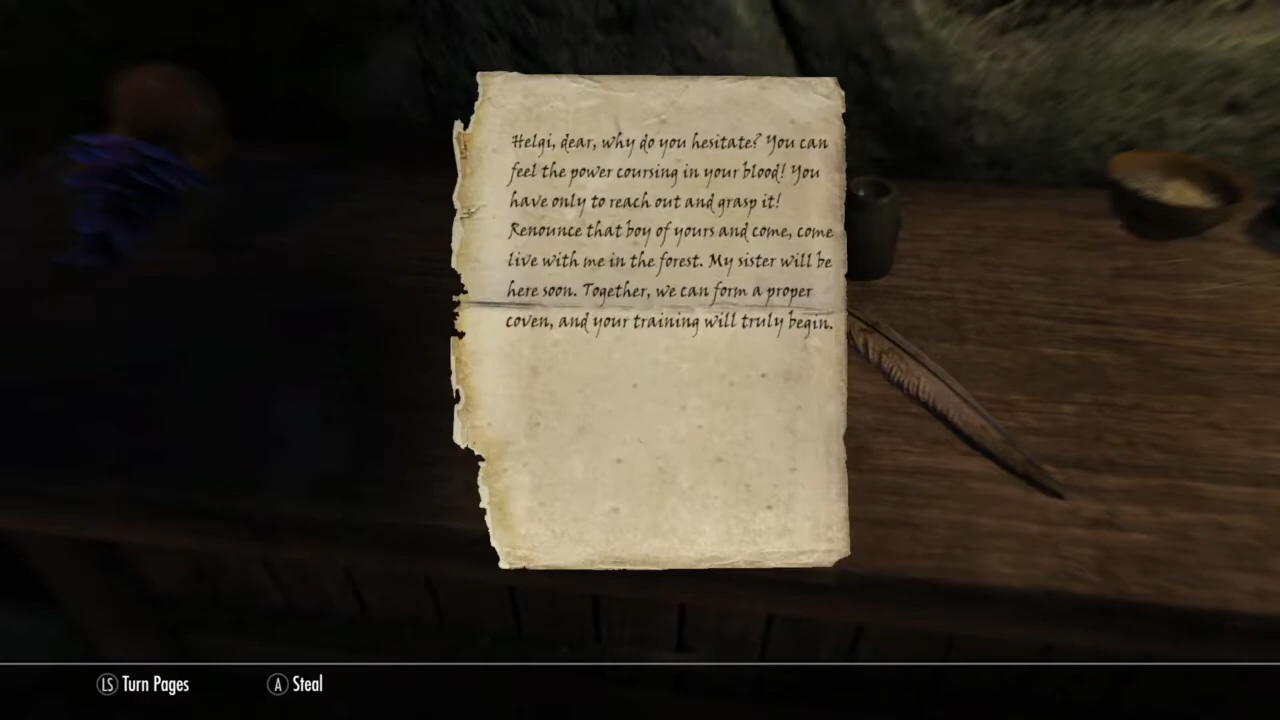 Helgi, dear, why do you hesitate? You can
feel the power coursing in your blood! You
have only to reach out and grasp it!
Renounce that boy of yours and come, come
live with me in the forest. My sister will be
here soon. Together, we can form a proper
coven, and your training will truly begin.
LS Turn Pages
A Steal